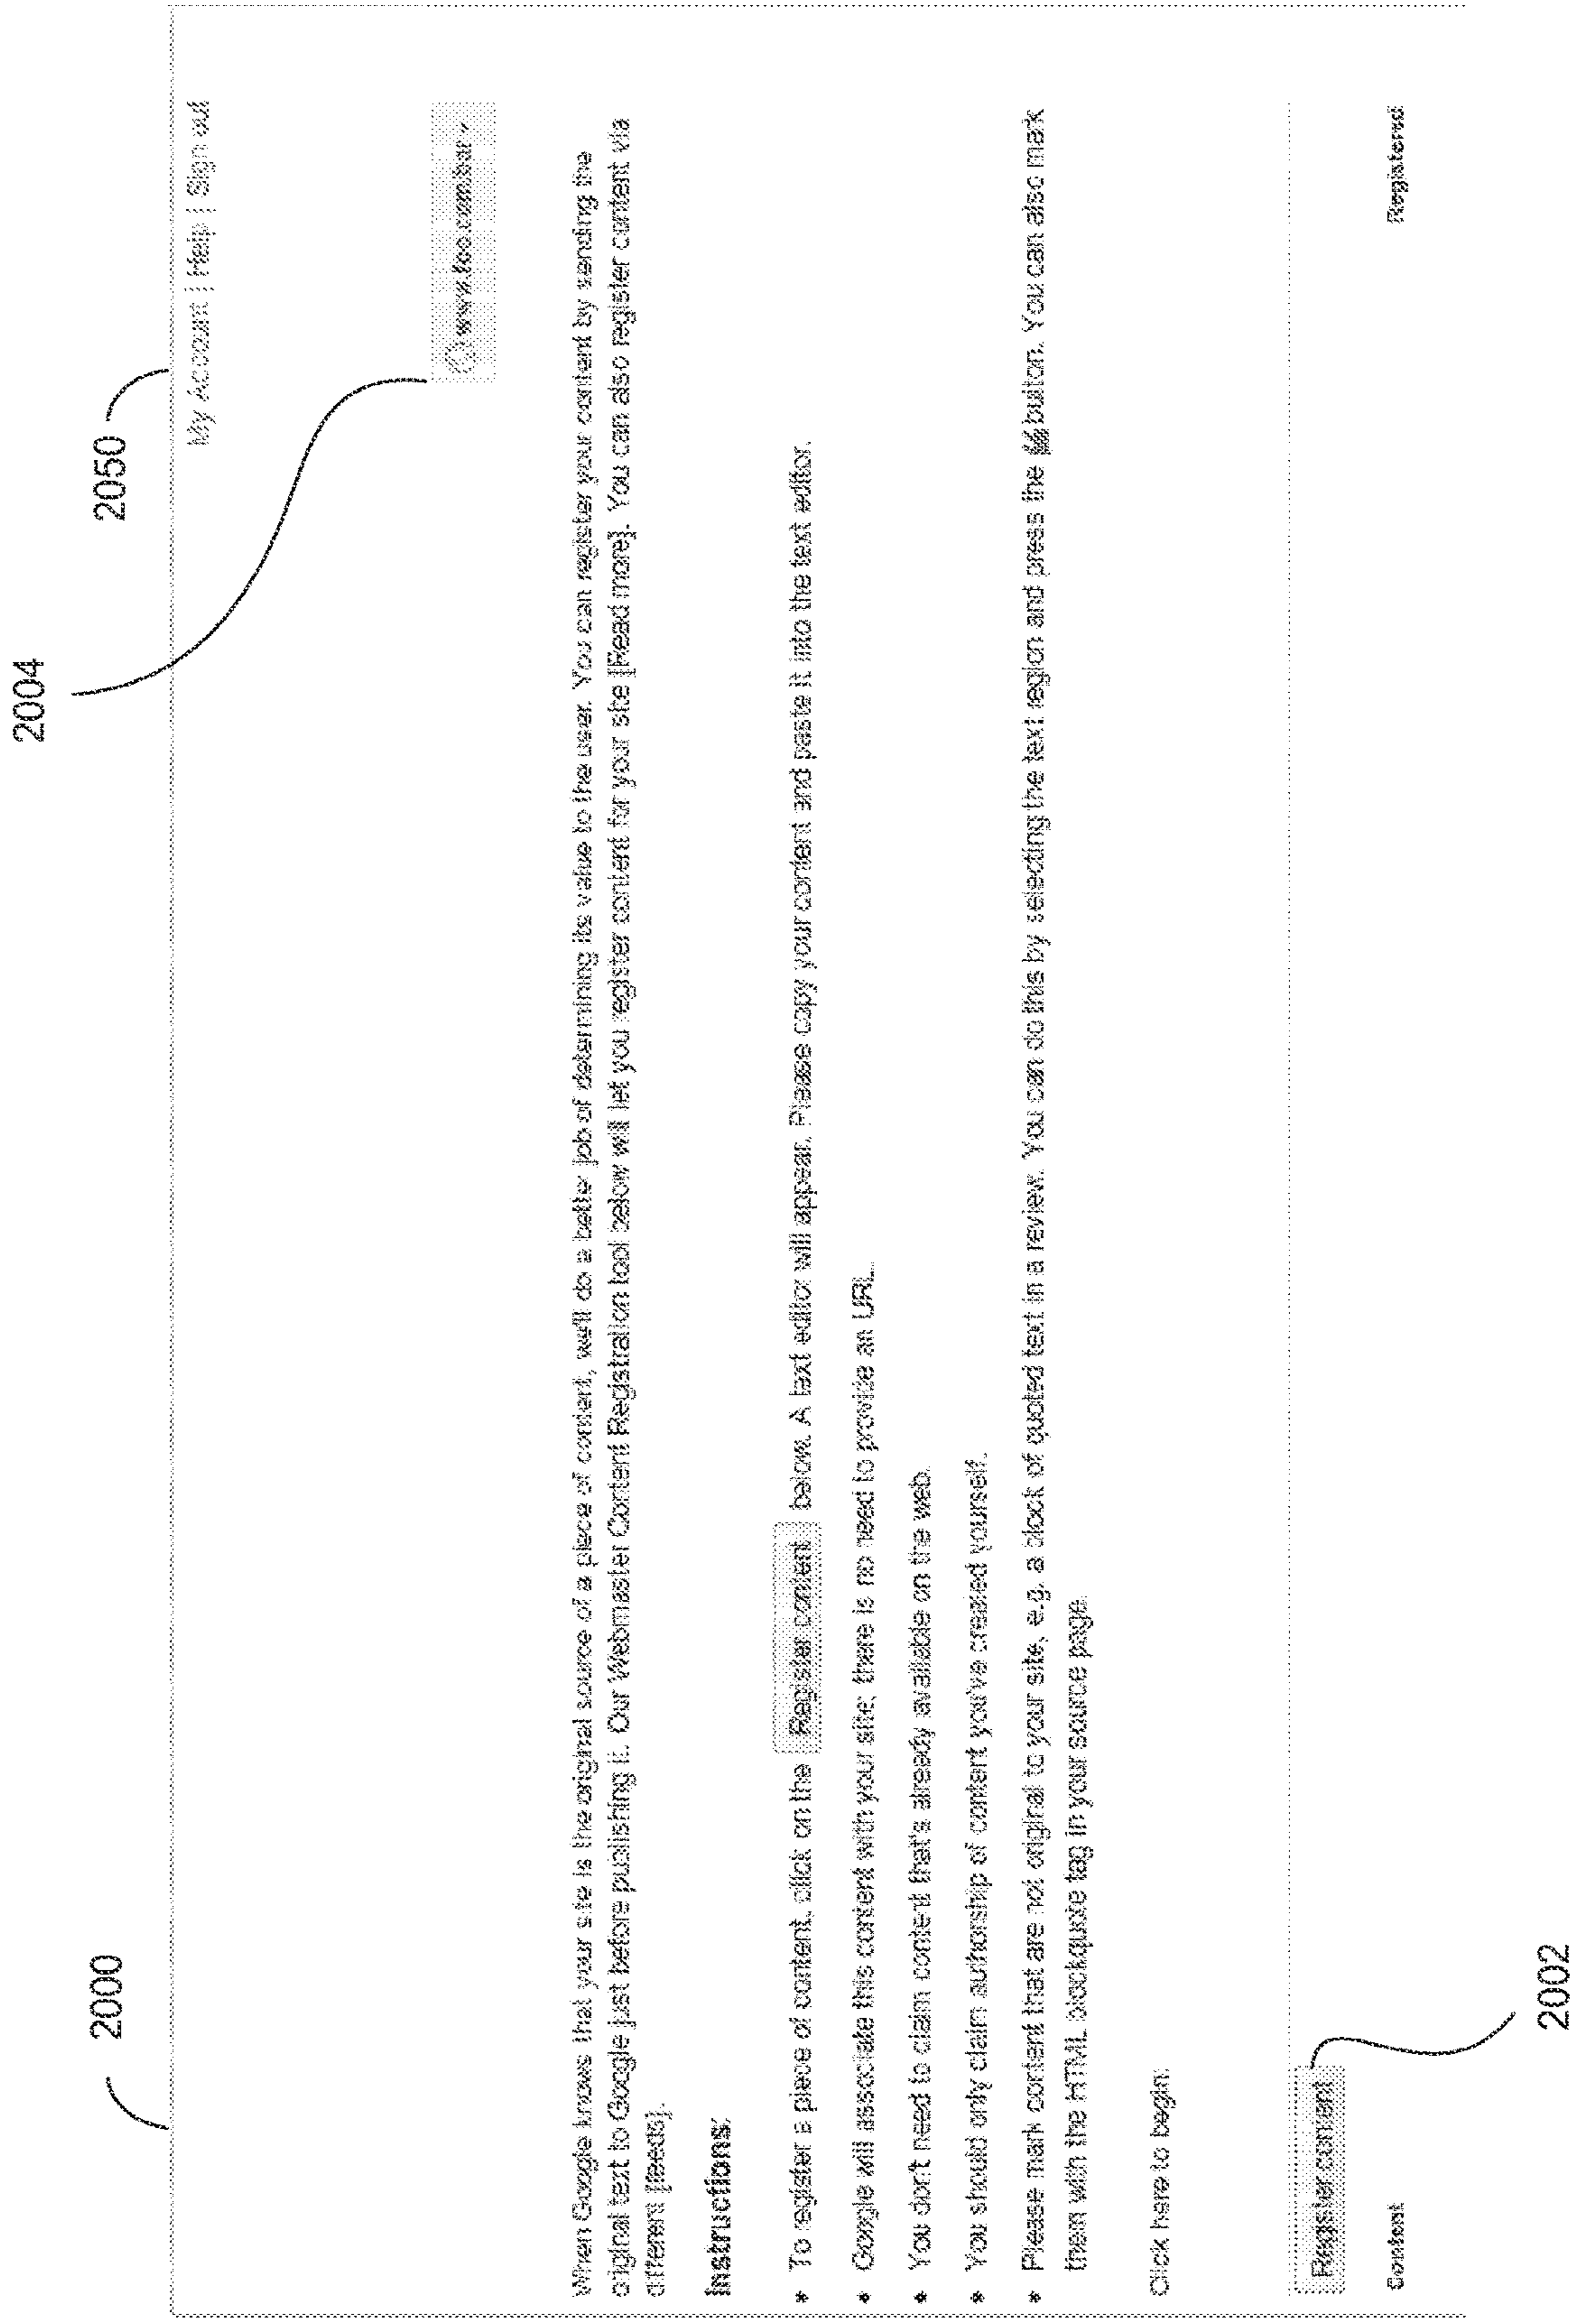 2000
2004
2050
My Account | Help | Sign out
www.foo.com/bar
When Google knows that your site is the original source of a piece of content, we'll do a better job of determining its value to the user. You can register your content by sending the
original text to Google just before publishing it. Our Webmaster Content Registration tool below will let you register content for your site [Read more]. You can also register content via
different [feeds].
Instructions:
• To register a piece of content, click on the Register content below. A text editor will appear. Please copy your content and paste it into the text editor.
• Google will associate this content with your site; there is no need to provide an URL.
• You don't need to claim content that's already available on the web.
• You should only claim authorship of content you've created yourself.
• Please mark content that are not original to your site, e.g. a block of quoted text in a review. You can do this by selecting the text region and press the button. You can also mark
them with the HTML blockquote tag in your source page.
Click here to begin:
Register content
2002
Content Registered